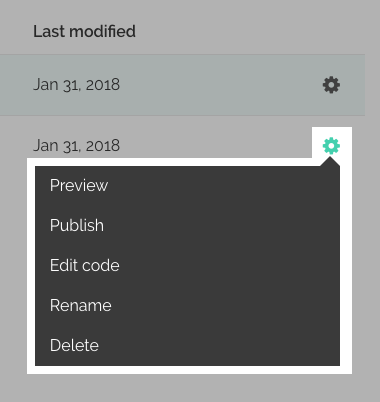 Last modified
Jan 31, 2018
Jan 31, 2018
Preview
Publish
Edit code
Rename
Delete